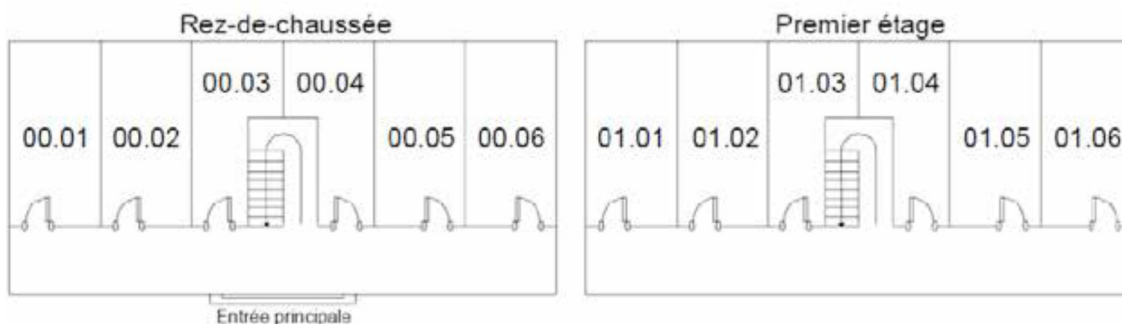 Rez-de-chaussée
Premier étage
00.03 00.04
00.01 00.02 00.05 00.06
01.03 01.04
01.01 01.02 01.05 01.06
Entrée principale